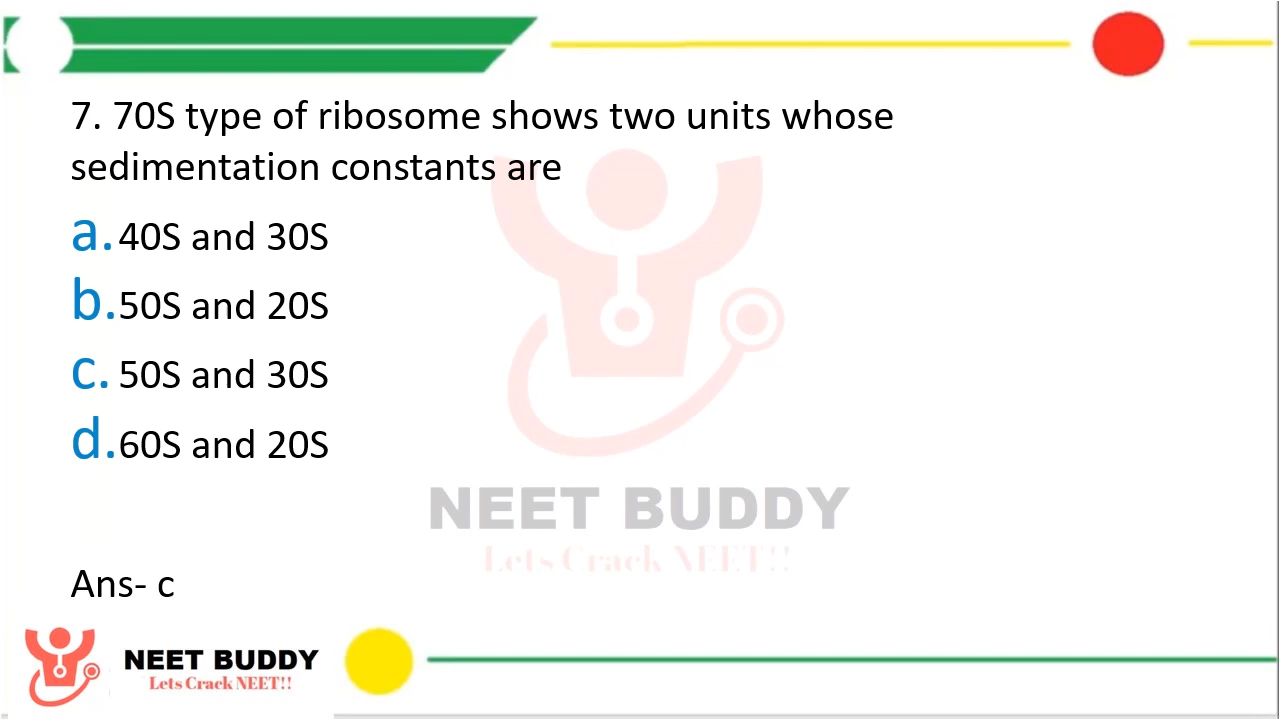 7. 70S type of ribosome shows two units whose
sedimentation constants are
a. 40S and 30S
b. 50S and 20S
c. 50S and 30S
d. 60S and 20S
NEET BUDDY
Lets Crack NEET!!
Ans- c
NEET BUDDY
Lets Crack NEET!!